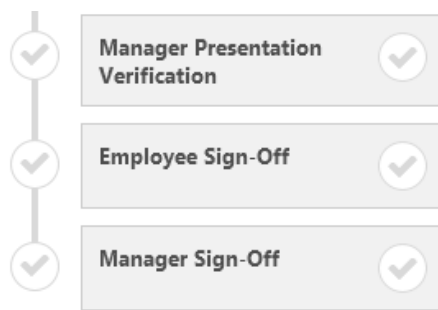 Manager Presentation
Verification
Employee Sign-Off
Manager Sign-Off